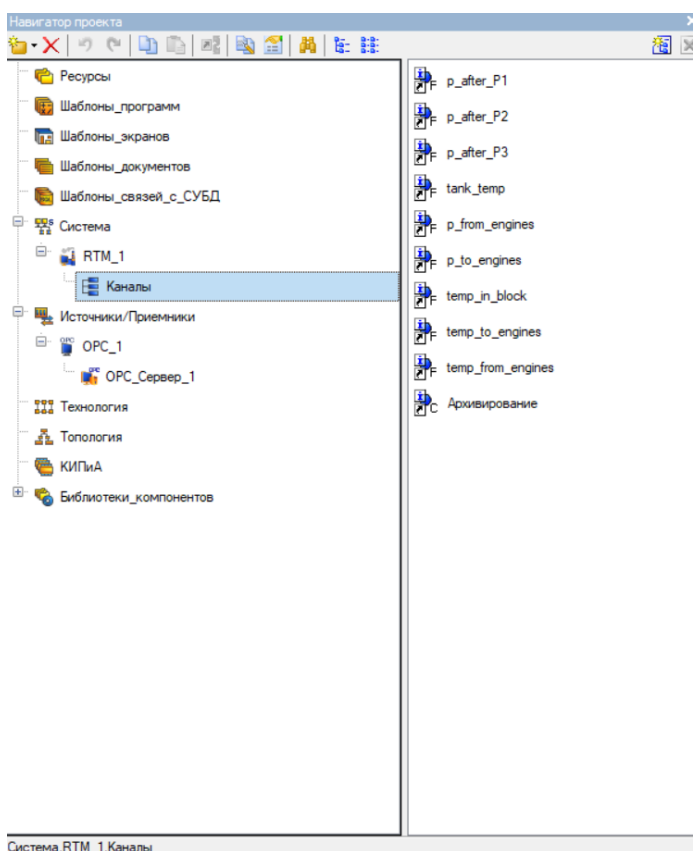 Навигатор проекта
Ресурсы
Шаблоны_программ
Шаблоны_экранов
Шаблоны_документов
Шаблоны_связей_с_СУБД
Система
RTM_1
Каналы
Источники/Приемники
OPC_1
OPC_Сервер_1
Технология
Топология
КИПиА
Библиотеки_компонентов
F p_after_P1
F p_after_P2
F p_after_P3
F tank_temp
F p_from_engines
F p_to_engines
F temp_in_block
F temp_to_engines
F temp_from_engines
C Архивирование
Система.RTM_1.Каналы